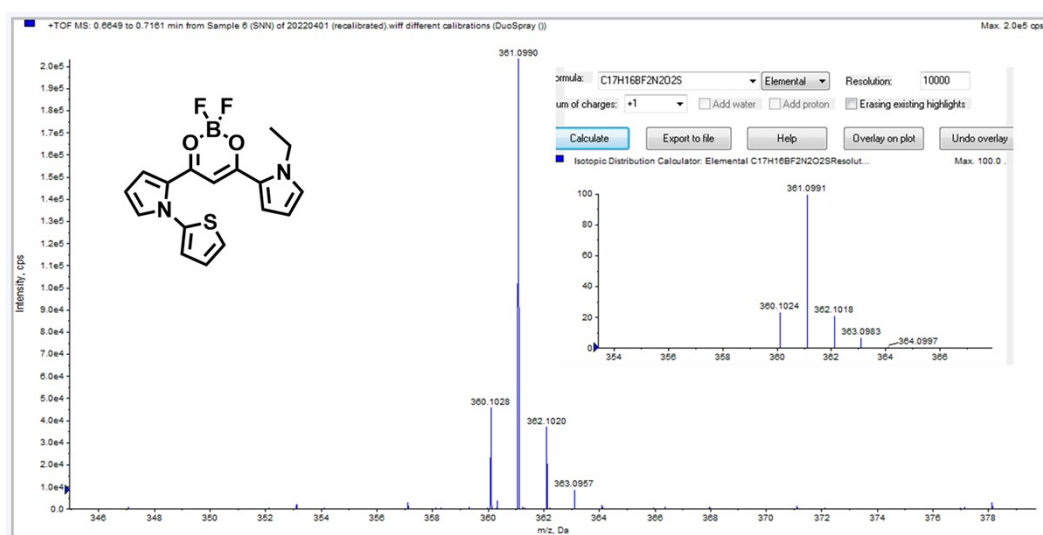 +TOF MS: 0.6649 to 0.7161 min from Sample 6 (SNN) of 20220401 (recalibrated).wiff different calibrations (DuoSpray ()) Max. 2.0e5 cps
361.0990
2.0e5
1.9e5
1.8e5
1.7e5
1.6e5
1.5e5
1.4e5
1.3e5
1.2e5
1.1e5
1.0e5
9.0e4
8.0e4
7.0e4
6.0e4
5.0e4
4.0e4
3.0e4
2.0e4
1.0e4
0.0
Intensity, cps
F F
B
O O
N
N
S
ormula: C17H16BF2N2O2S Elemental Resolution: 10000
um of charges: +1 Add water Add proton Erasing existing highlights
Calculate Export to file Help Overlay on plot Undo overlay
Isotopic Distribution Calculator: Elemental C17H16BF2N2O2SResolut... Max. 100.0 .
361.0991
100
80
60
40
20
0
360.1024
362.1018
363.0983
364.0997
354 356 358 360 362 364 366
360.1028
362.1020
363.0957
346 348 350 352 354 356 358 360 362 364 366 368 370 372 374 376 378
m/z, Da